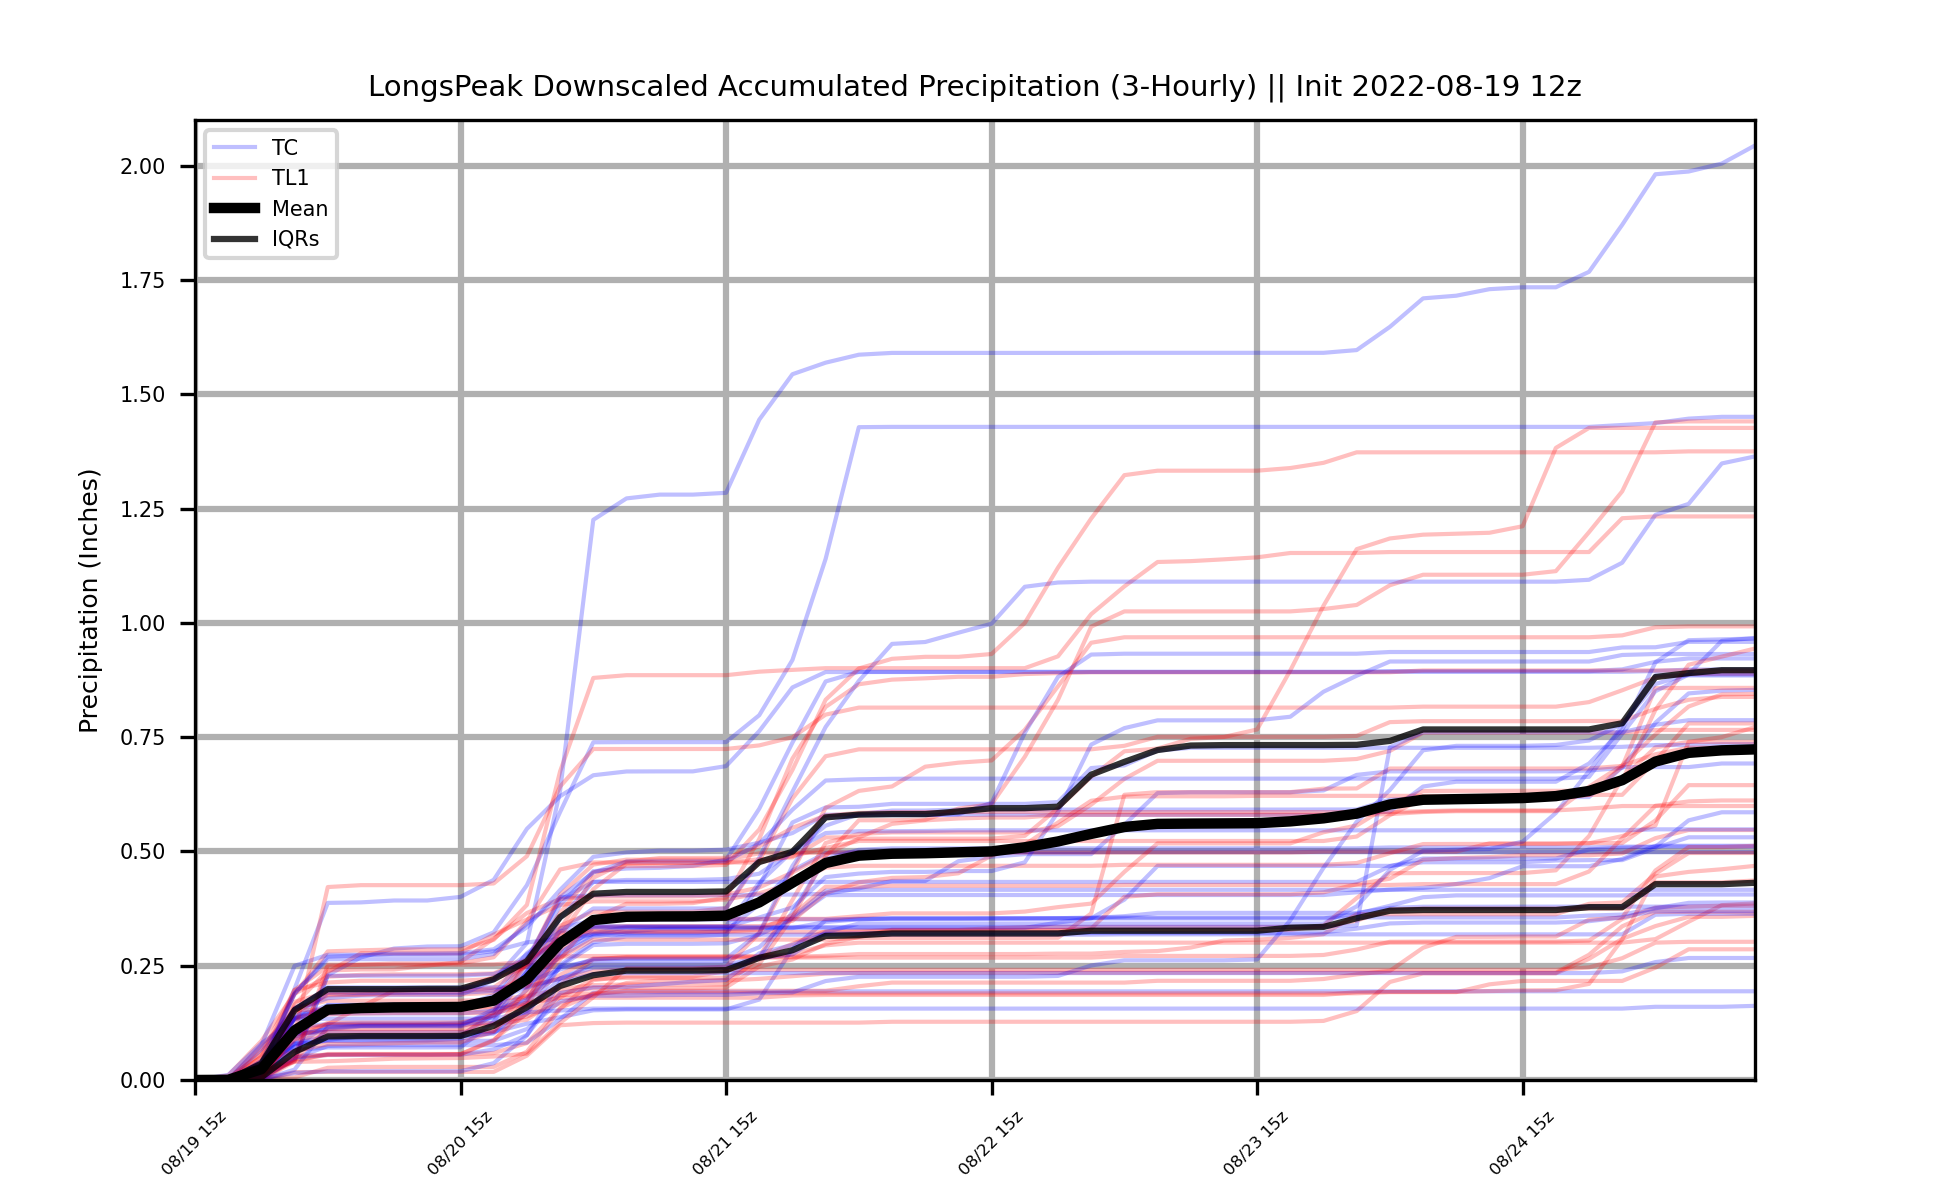 LongsPeak Downscaled Accumulated Precipitation (3-Hourly) || Init 2022-08-19 12z
TC
TL1
Mean
IQRs
Precipitation (Inches)
2.00
1.75
1.50
1.25
1.00
0.75
0.50
0.25
0.00
08/19 15z
08/20 15z
08/21 15z
08/22 15z
08/23 15z
08/24 15z